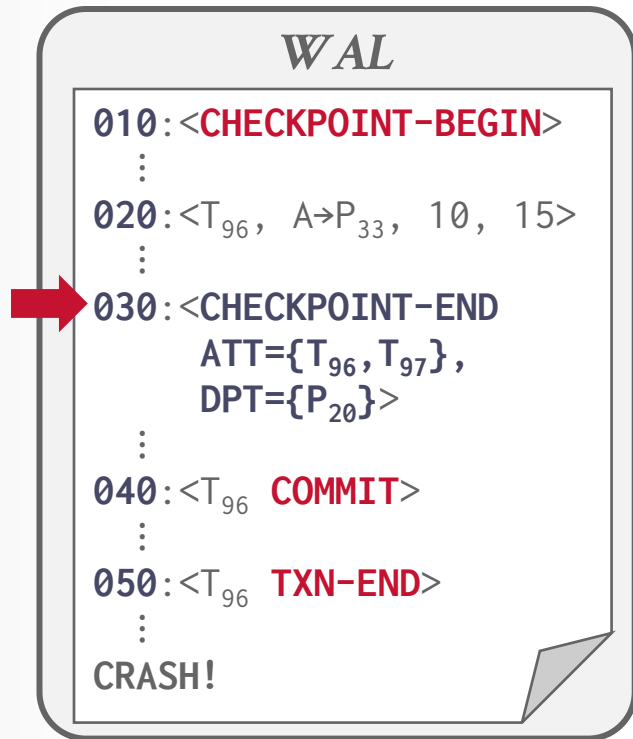 WAL
010:<CHECKPOINT-BEGIN>
⋮
020:<T₉₆, A→P₃₃, 10, 15>
⋮
030:<CHECKPOINT-END
ATT={T₉₆,T₉₇},
DPT={P₂₀}>
⋮
040:<T₉₆ COMMIT>
⋮
050:<T₉₆ TXN-END>
⋮
CRASH!